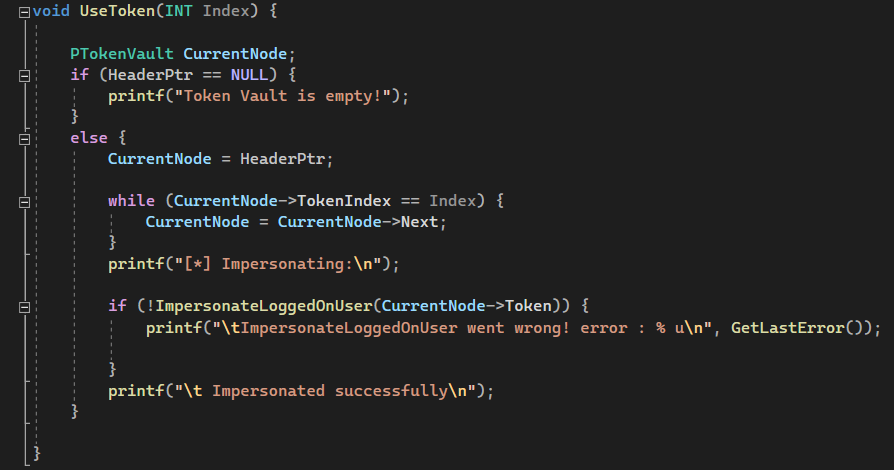 void UseToken(INT Index) {
PTokenVault CurrentNode;
if (HeaderPtr == NULL) {
printf("Token Vault is empty!");
}
else {
CurrentNode = HeaderPtr;
while (CurrentNode->TokenIndex == Index) {
CurrentNode = CurrentNode->Next;
}
printf("[*] Impersonating:\n");
if (!ImpersonateLoggedOnUser(CurrentNode->Token)) {
printf("\tImpersonateLoggedOnUser went wrong! error : % u\n", GetLastError());
}
printf("\t Impersonated successfully\n");
}
}